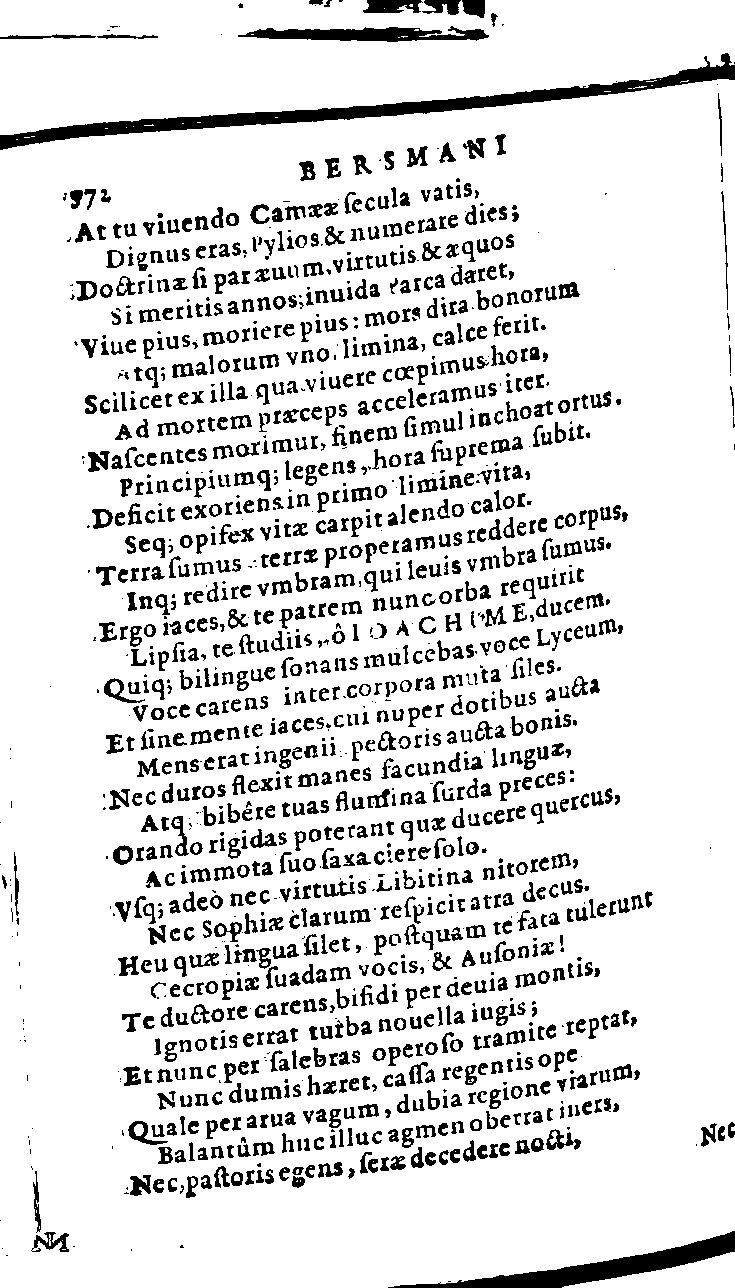 BERSMANI
972
At tu viuendo Camææ ſecula vatis,
Dignus eras, Pylios & numerare dies;
Doctrinæ ſi par æuum, virtutis & æquos
Si meritis annos; inuida Parca daret,
Viue pius, moriere pius: mors dira bonorum
Atq; malorum vno, limina, calce ferit.
Scilicet ex illa qua viuere cœpimus hora,
Ad mortem præceps acceleramus iter.
Naſcentes morimur, finem ſimul inchoat ortus.
Principiumq; legens, hora ſuprema ſubit.
Deficit exoriens in primo limine vita,
Seq; opifex vitæ carpit alendo calor.
Terra ſumus terræ properamus reddere corpus,
Inq; redire vmbram, qui leuis vmbra ſumus.
Ergo iaces, & te patrem nunc orba requirit
Lipſia, te ſtudiis, ô IOACHIME, ducem.
Quiq; bilingue ſonans mulcebas voce Lyceum,
Voce carens inter corpora muta ſiles.
Et ſine mente iaces, cui nuper dotibus aucta
Mens erat ingenii pectoris aucta bonis.
Nec duros flexit manes facundia linguæ,
Atq; bibêre tuas flumina ſurda preces:
Orando rigidas poterant quæ ducere quercus,
Ac immota ſuo ſaxa ciere ſolo.
Vſq; adeò nec virtutis Libitina nitorem,
Nec Sophiæ clarum reſpicit atra decus.
Heu quæ lingua ſilet, poſtquam te fata tulerunt
Cecropiæ ſuadam vocis, & Auſoniæ!
Te ductore carens, bifidi per deuia montis,
Ignotis errat turba nouella iugis;
Et nunc per ſalebras operoſo tramite reptat,
Nunc dumis hæret, caſſa regentis ope
Quale per arua vagum, dubia regione viarum,
Balantûm huc illuc agmen oberrat iners,
Nec, paſtoris egens, ſeræ decedere nocti,
Nec